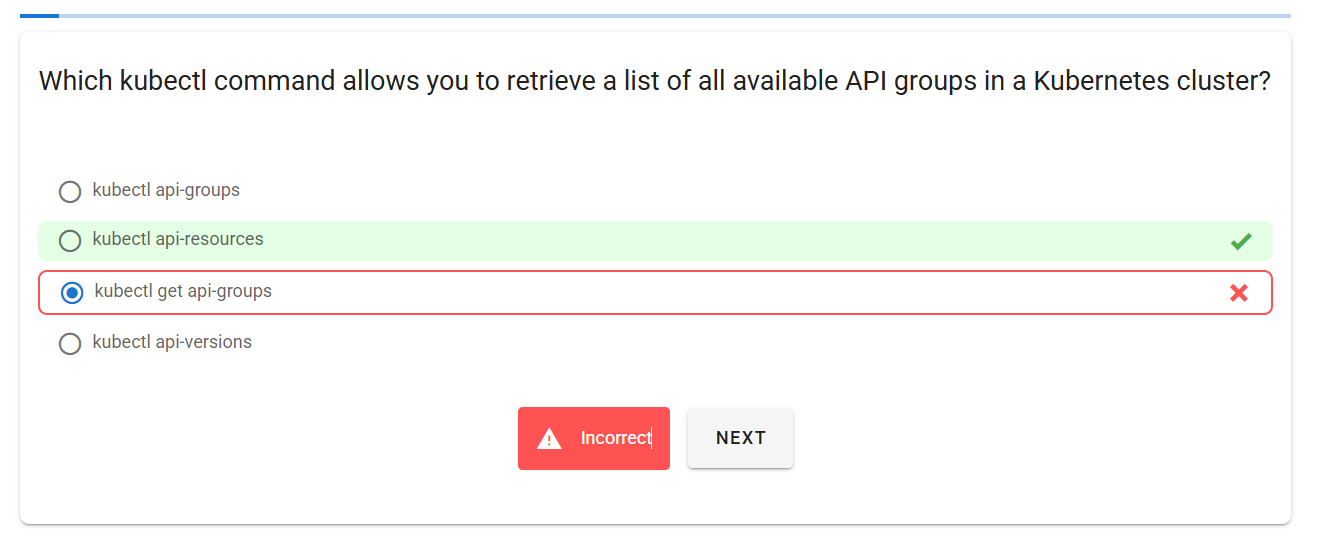 Which kubectl command allows you to retrieve a list of all available API groups in a Kubernetes cluster?
kubectl api-groups
kubectl api-resources
kubectl get api-groups
kubectl api-versions
Incorrect
NEXT